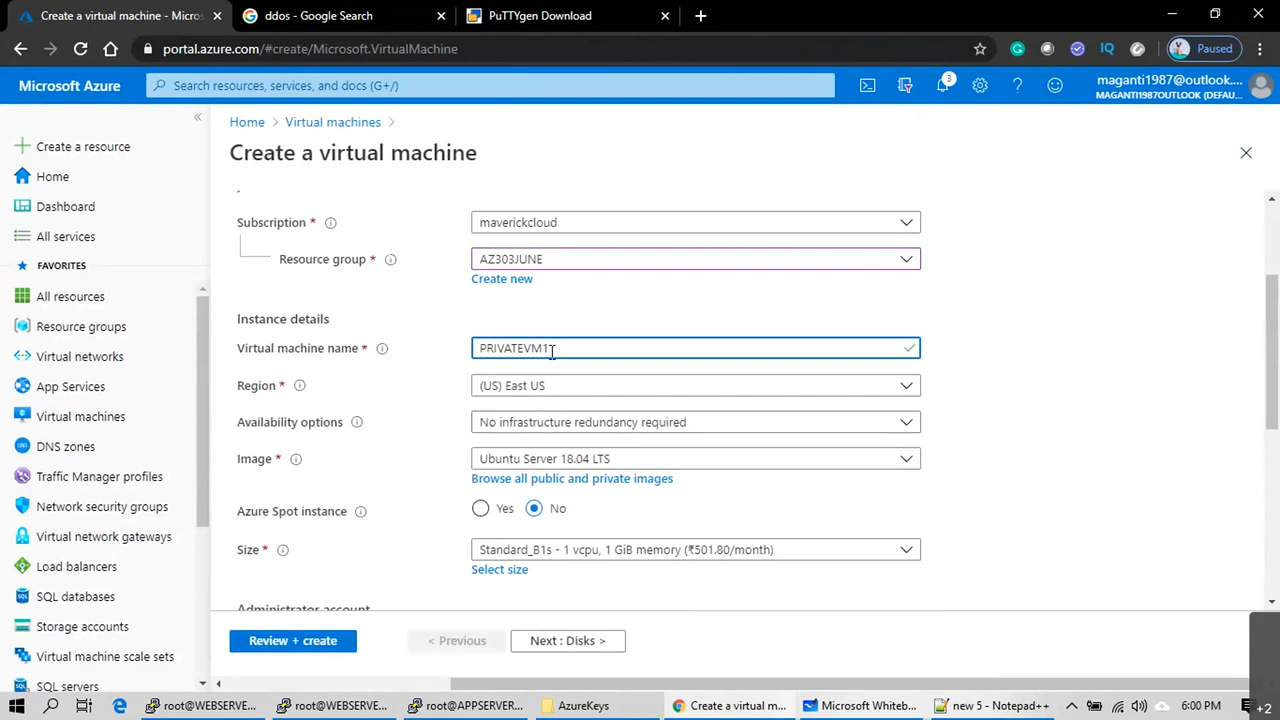 Create a virtual machine - Micros
ddos - Google Search
PuTTYgen Download
portal.azure.com/#create/Microsoft.VirtualMachine
IQ
Paused
Microsoft Azure
Search resources, services, and docs (G+/)
3
maganti1987@outlook....
MAGANTI1987OUTLOOK (DEFAU...
Create a resource
Home
Dashboard
All services
FAVORITES
All resources
Resource groups
App Services
Virtual machines
DNS zones
Traffic Manager profiles
Network security groups
Virtual network gateways
Load balancers
SQL databases
Storage accounts
Virtual machine scale sets
SQL servers
Home > Virtual machines >
Create a virtual machine
Subscription *
maverickcloud
Resource group *
AZ303JUNE
Create new
Instance details
Virtual machine name *
PRIVATEVM1
Region *
(US) East US
Availability options
No infrastructure redundancy required
Image *
Ubuntu Server 18.04 LTS
Browse all public and private images
Azure Spot instance
Yes
No
Size *
Standard_B1s - 1 vcpu, 1 GiB memory (₹501.80/month)
Select size
Administrator account
Review + create
< Previous
Next : Disks >
root@WEBSERVE...
root@WEBSERVE...
root@APPSERVER...
AzureKeys
Create a virtual m...
Microsoft Whiteb...
new 5 - Notepad++
6:00 PM
+2